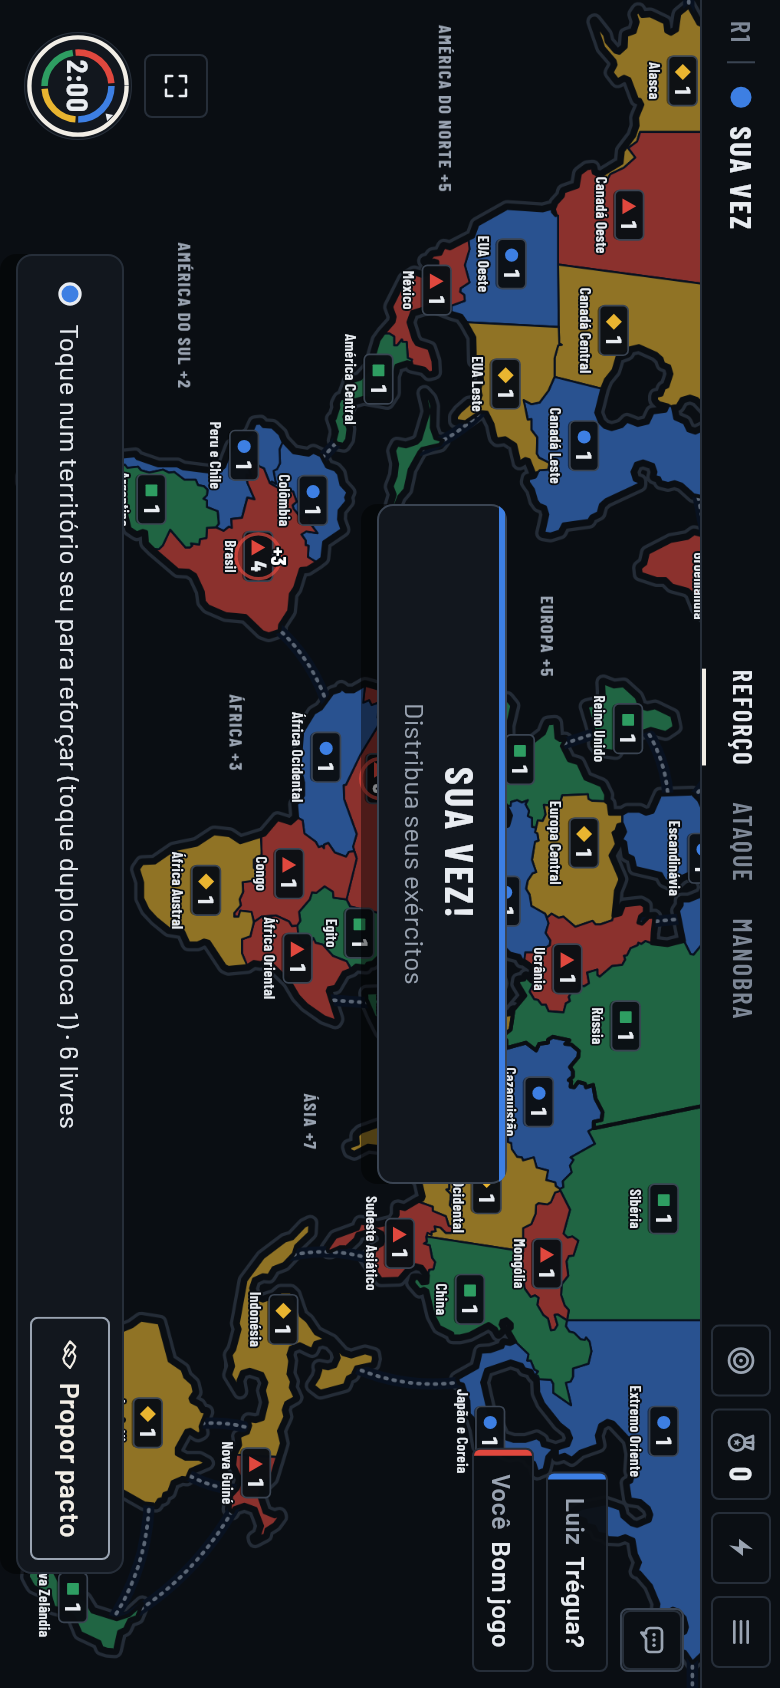 R1
SUA VEZ
REFORÇO
ATAQUE
MANOBRA
0
AMÉRICA DO NORTE +5
AMÉRICA DO SUL +2
EUROPA +5
ÁFRICA +3
ÁSIA +7
1
Alasca
1
Canadá Oeste
1
Canadá Central
1
Canadá Leste
1
EUA Oeste
1
EUA Leste
1
México
1
América Central
1
Colômbia
1
Peru e Chile
+3
4
Brasil
1
1
Reino Unido
Escandinávia
1
1
Europa Central
1
1
Ucrânia
1
Rússia
1
África Ocidental
1
Egito
1
Congo
1
África Oriental
1
África Austral
1
Cazaquistão
1
Sibéria
1
Mongólia
1
1
China
1
Sudeste Asiático
1
Extremo Oriente
1
Japão e Coreia
1
Indonésia
1
Nova Guiné
1
1
SUA VEZ!
Distribua seus exércitos
Luiz Trégua?
Você Bom jogo
2:00
Toque num território seu para reforçar (toque duplo coloca 1) · 6 livres
Propor pacto